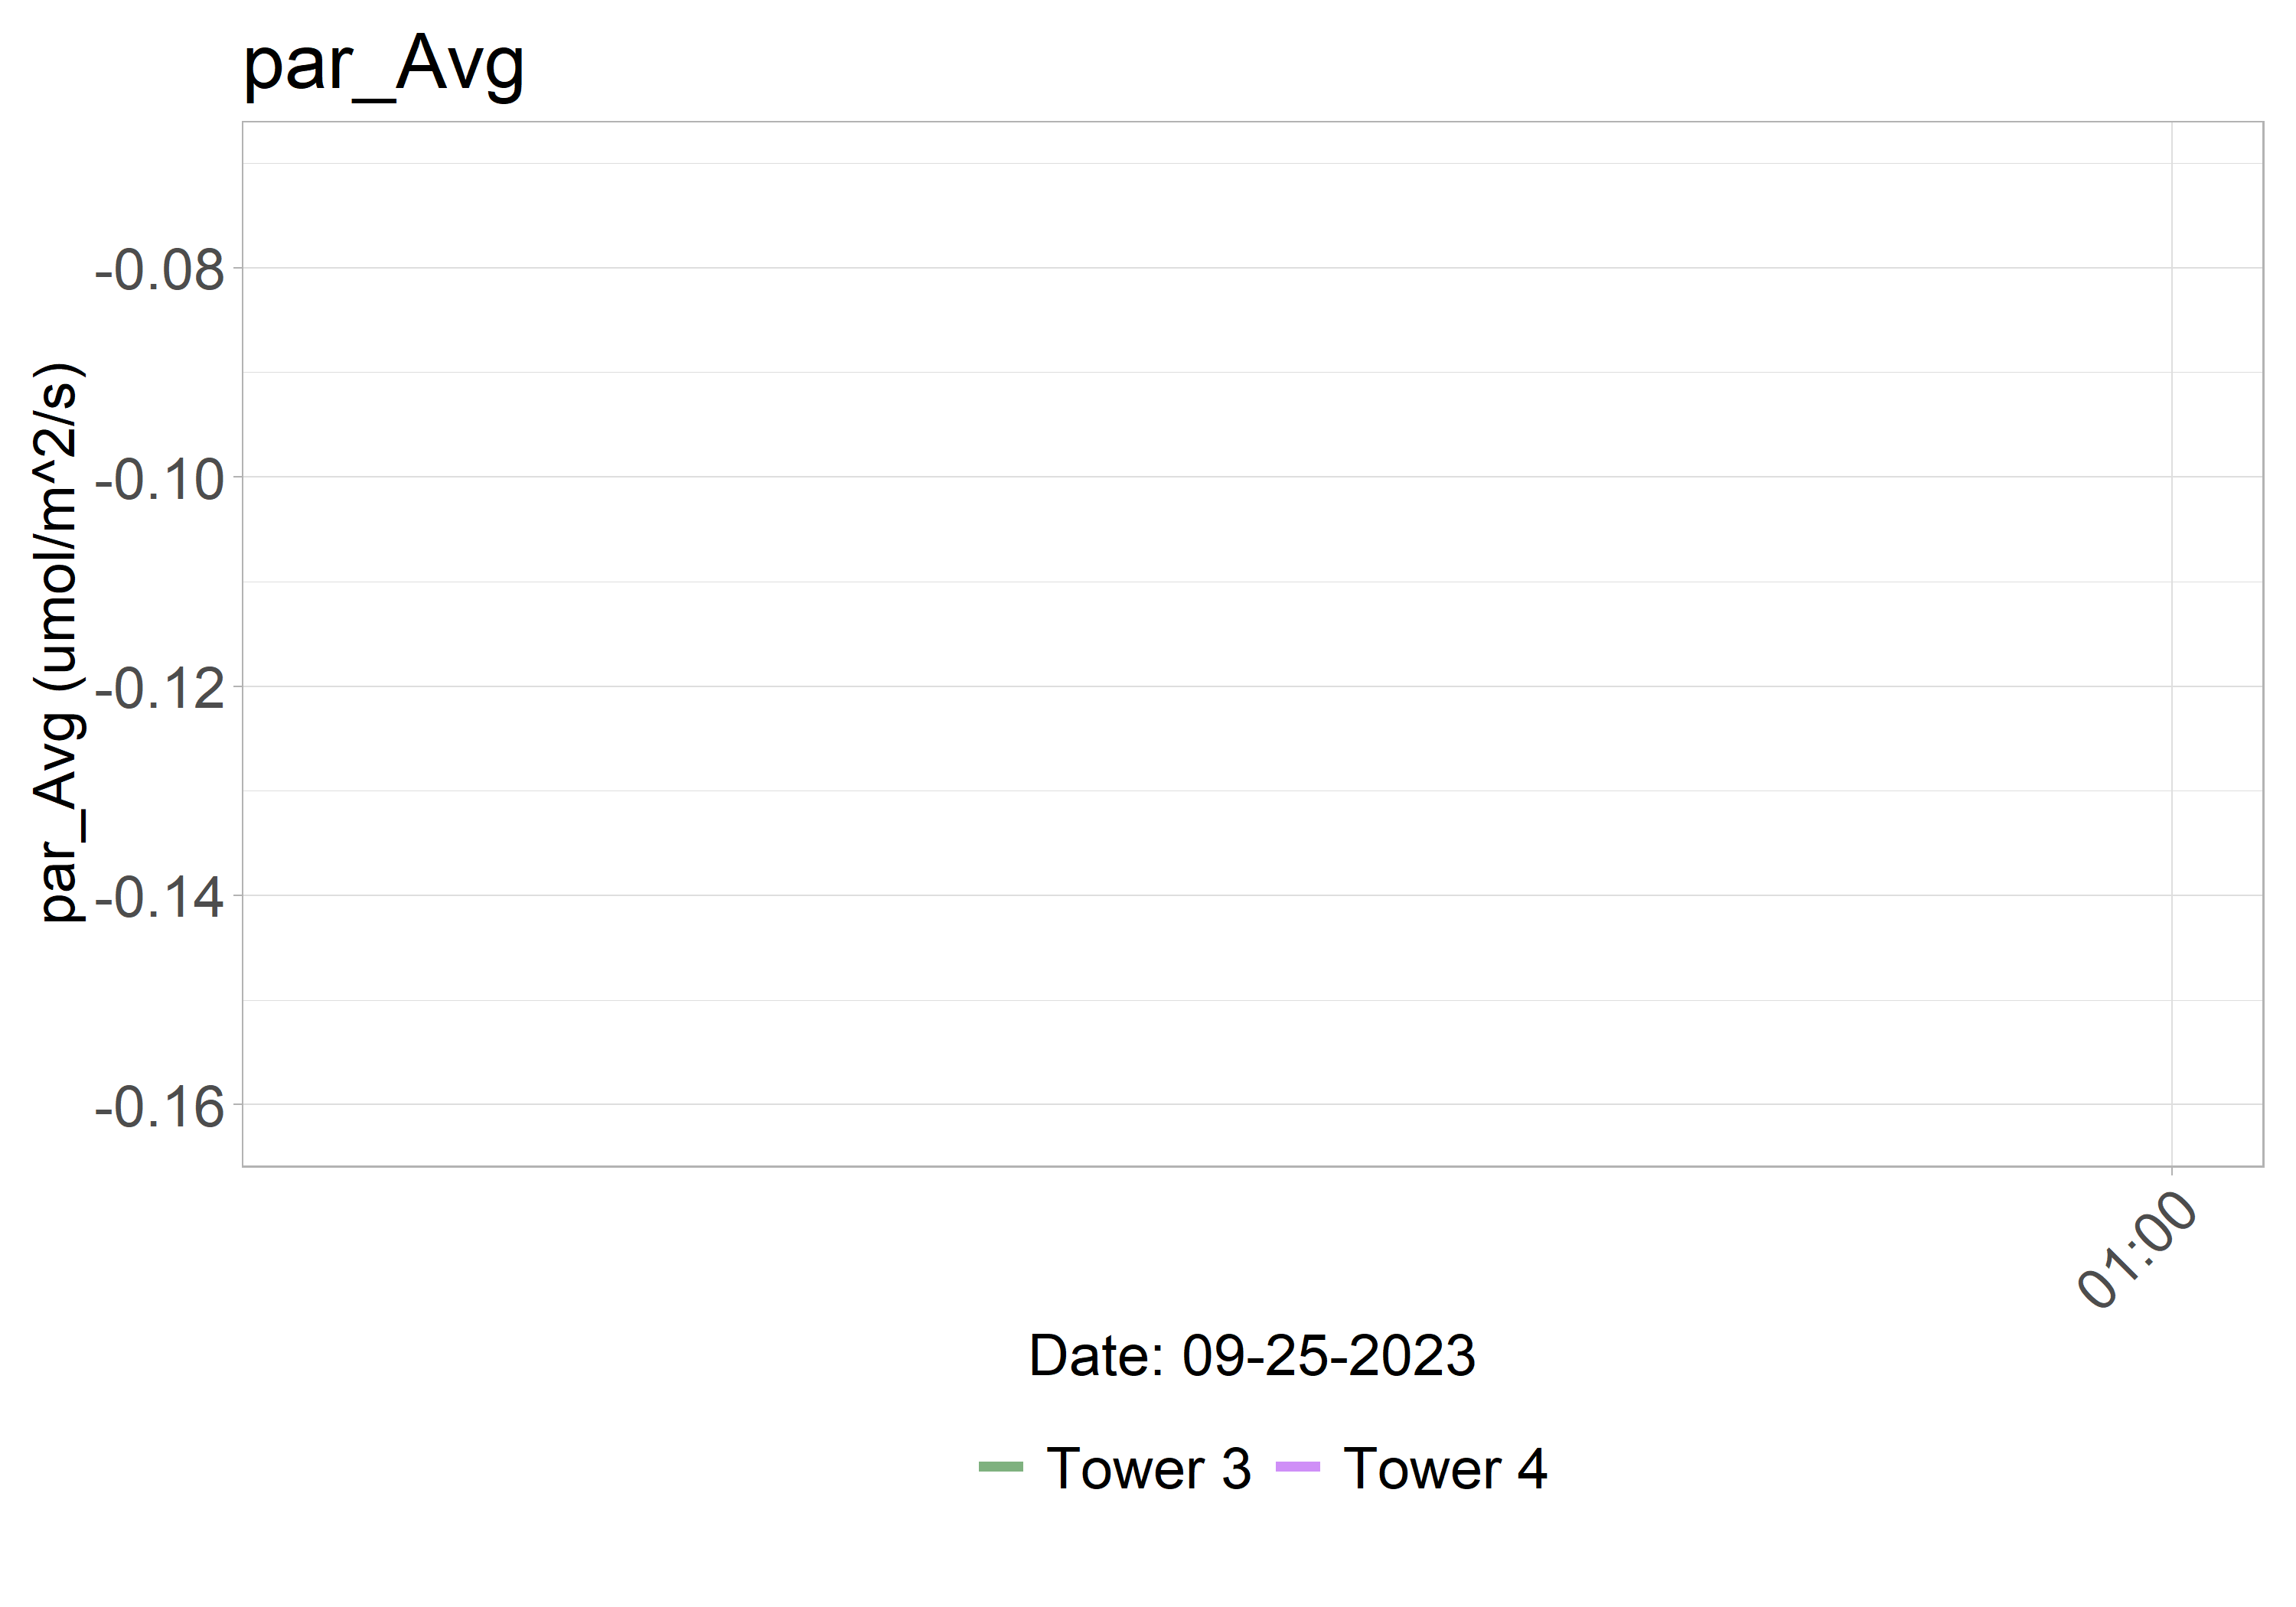 par_Avg
par_Avg (umol/m^2/s)
-0.08
-0.10
-0.12
-0.14
-0.16
01:00
Date: 09-25-2023
Tower 3 Tower 4